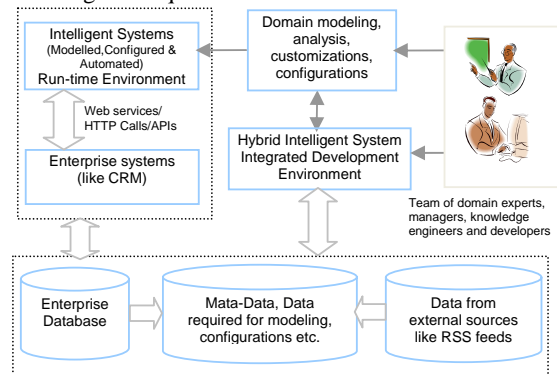 Intelligent Systems
(Modelled,Configured &
Automated)
Run-time Environment
Domain modeling,
analysis,
customizations,
configurations
Web services/
HTTP Calls/APIs
Enterprise systems
(like CRM)
Hybrid Intelligent System
Integrated Development
Environment
Team of domain experts,
managers, knowledge
engineers and developers
Enterprise
Database
Mata-Data, Data
required for modeling,
configurations etc.
Data from
external sources
like RSS feeds